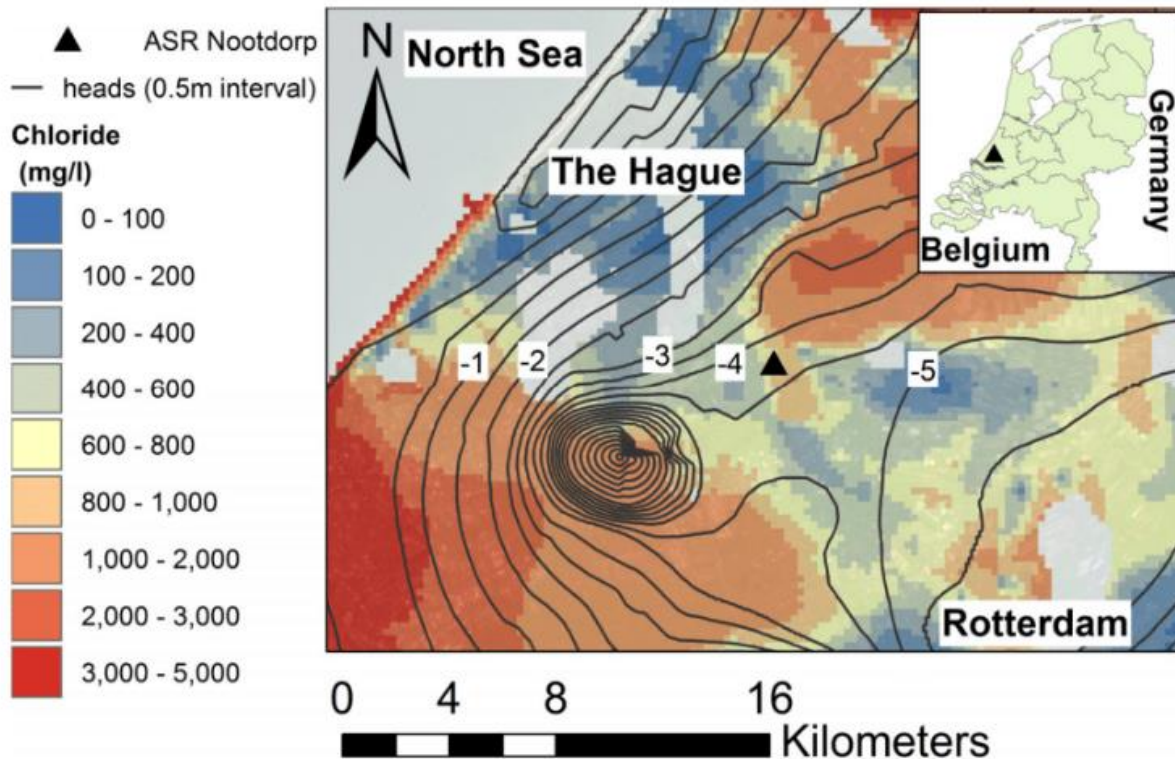 ASR Nootdorp
heads (0.5m interval)
Chloride
(mg/l)
0 - 100
100 - 200
200 - 400
400 - 600
600 - 800
800 - 1,000
1,000 - 2,000
2,000 - 3,000
3,000 - 5,000
N
North Sea
The Hague
-1
-2
-3
-4
-5
Rotterdam
Germany
Belgium
0 8 16
Kilometers